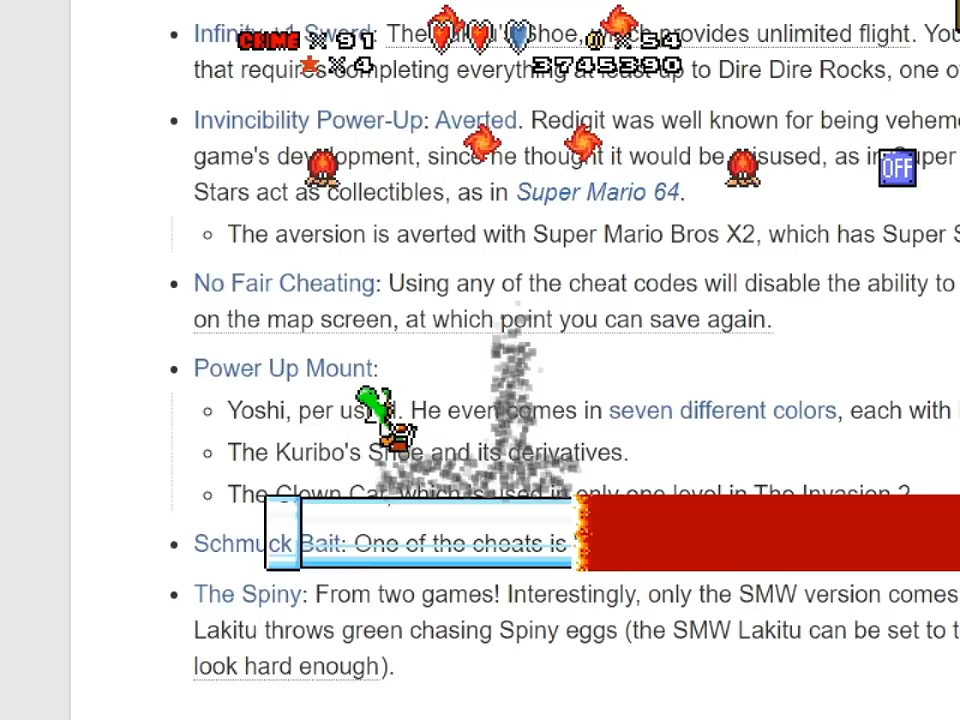 Infinity +1 Sword: The Shoe, which provides unlimited flight. You
CRIME × 91
× 54
× 4
3745390
that requires completing everything at least up to Dire Dire Rocks, one
Invincibility Power-Up: Averted. Redigit was well known for being
game's development, since he thought it would be misused, as in Super
OFF
Stars act as collectibles, as in Super Mario 64.
The aversion is averted with Super Mario Bros X2, which has Super
No Fair Cheating: Using any of the cheat codes will disable the ability to
on the map screen, at which point you can save again.
Power Up Mount:
Yoshi, per usual. He even comes in seven different colors, each with
The Kuribo's Shoe and its derivatives.
The Clown Car, which is used in only one level in The Invasion 2
Schmuck Bait: One of the cheats is
The Spiny: From two games! Interestingly, only the SMW version comes
Lakitu throws green chasing Spiny eggs (the SMW Lakitu can be set to
look hard enough).